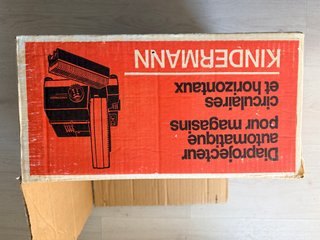 Diaprojecteur
automatique
pour magasins
circulaires
et horizontaux
KINDERMANN